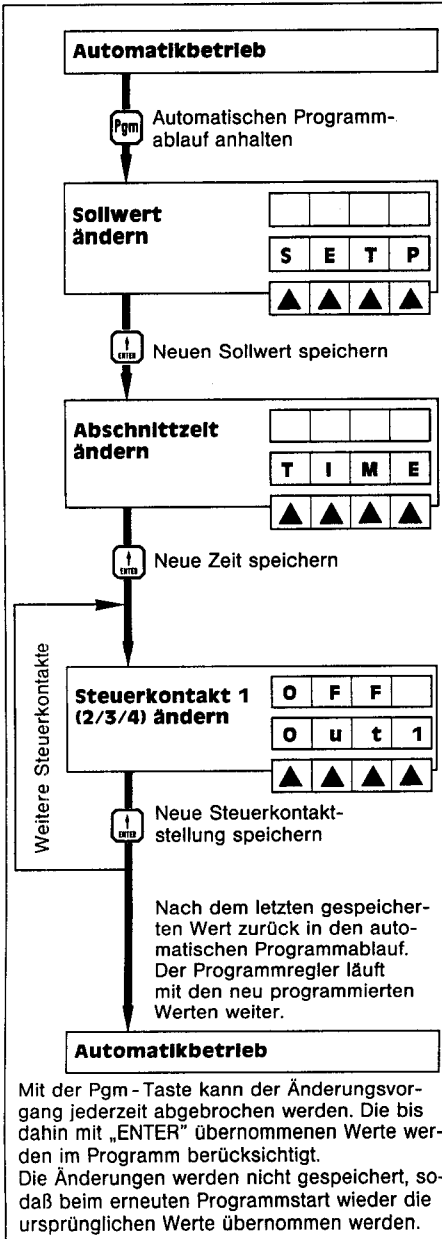 Automatikbetrieb
Pgm
Automatischen Programm-
ablauf anhalten
Sollwert
ändern
S E T P
ENTER
Neuen Sollwert speichern
Abschnittzeit
ändern
T I M E
ENTER
Neue Zeit speichern
Weitere Steuerkontakte
Steuerkontakt 1
(2/3/4) ändern
O F F
O u t 1
ENTER
Neue Steuerkontakt-
stellung speichern
Nach dem letzten gespeicher-
ten Wert zurück in den auto-
matischen Programmablauf.
Der Programmregler läuft
mit den neu programmierten
Werten weiter.
Automatikbetrieb
Mit der Pgm-Taste kann der Änderungsvor-
gang jederzeit abgebrochen werden. Die bis
dahin mit „ENTER” übernommenen Werte wer-
den im Programm berücksichtigt.
Die Änderungen werden nicht gespeichert, so-
daß beim erneuten Programmstart wieder die
ursprünglichen Werte übernommen werden.